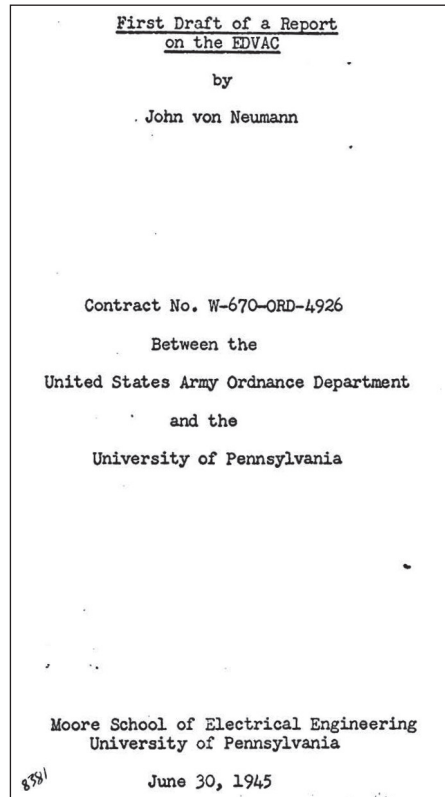 First Draft of a Report
on the EDVAC
by
John von Neumann
Contract No. W-670-ORD-4926
Between the
United States Army Ordnance Department
and the
University of Pennsylvania
Moore School of Electrical Engineering
University of Pennsylvania
8381
June 30, 1945